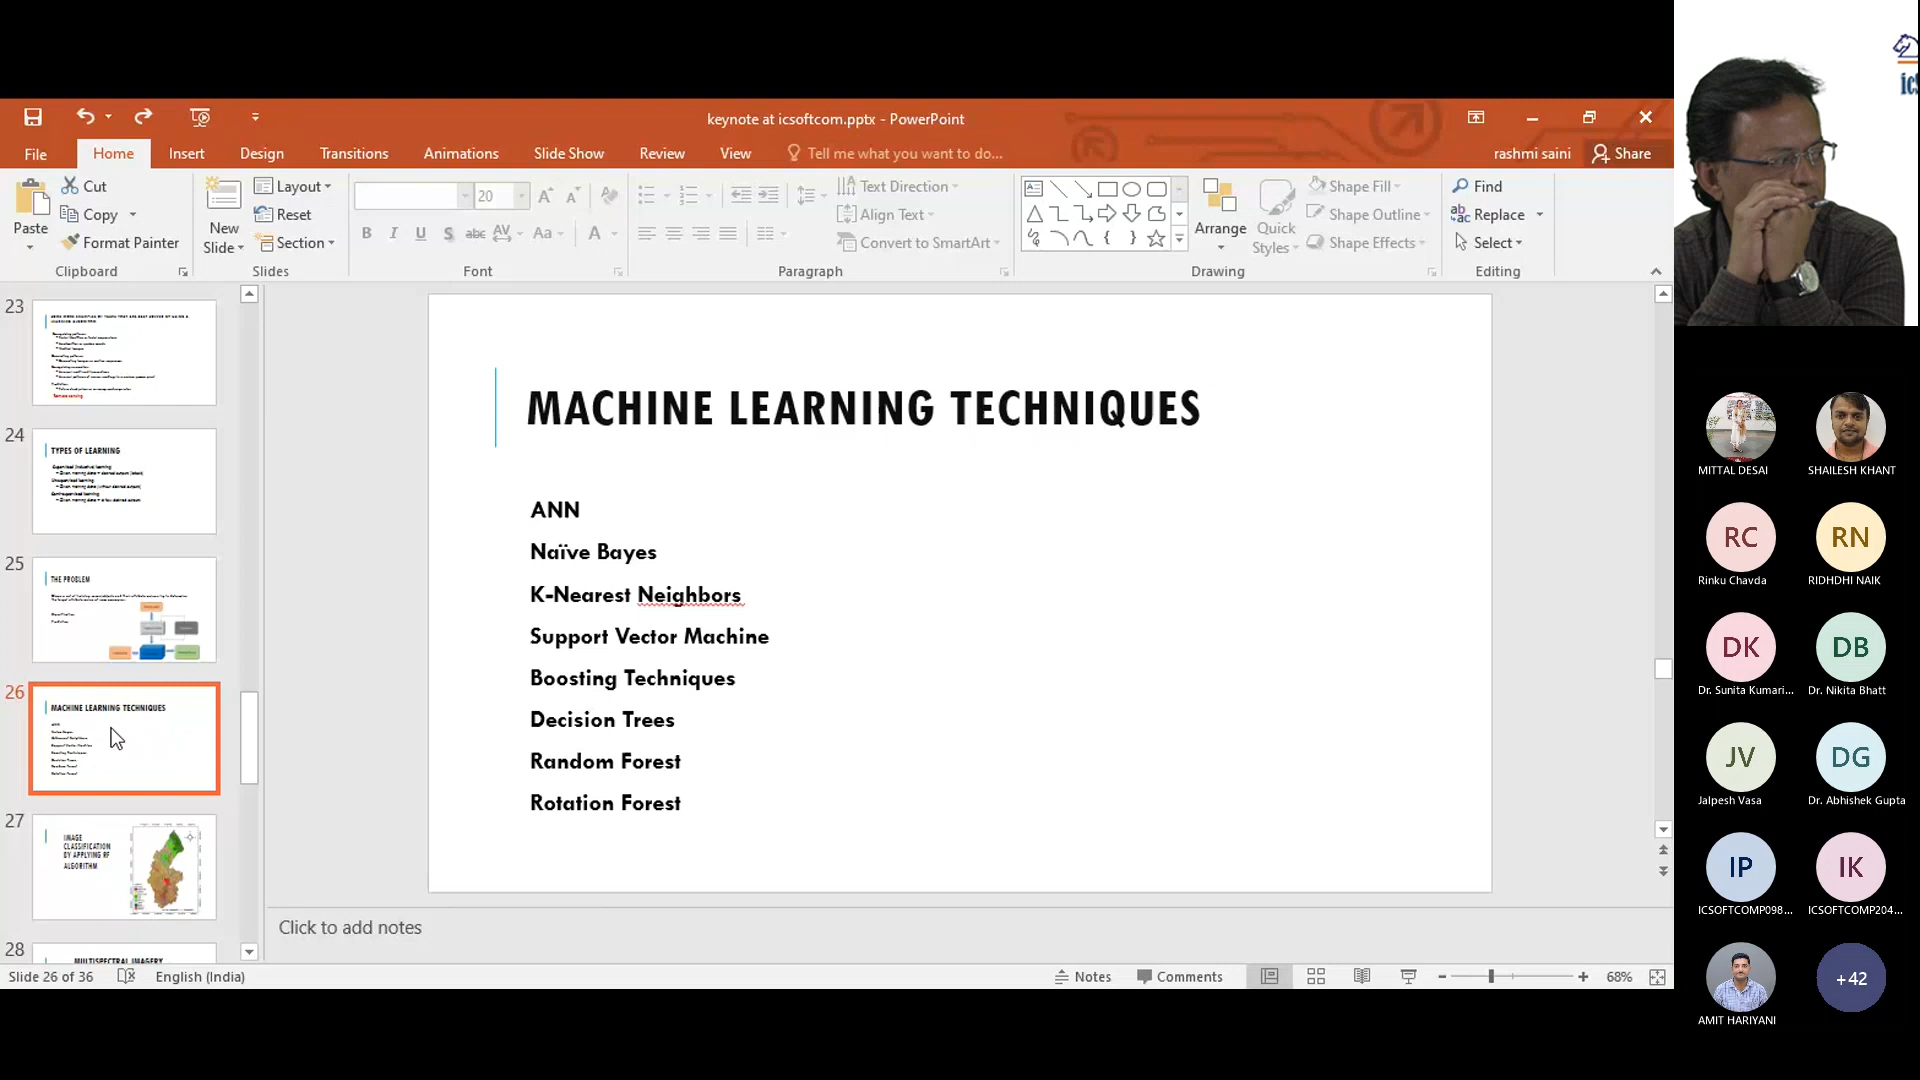 keynote at icsoftcom.pptx - PowerPoint
File
Home
Insert
Design
Transitions
Animations
Slide Show
Review
View
Tell me what you want to do...
rashmi saini
Share
Paste
Cut
Copy
Format Painter
Clipboard
New
Slide
Layout
Reset
Section
Slides
20
B I U S abc AV Aa A
Font
Text Direction
Align Text
Convert to SmartArt
Paragraph
Arrange
Quick
Styles
Shape Fill
Shape Outline
Shape Effects
Drawing
Find
Replace
Select
Editing
23
24
TYPES OF LEARNING
25
THE PROBLEM
26
MACHINE LEARNING TECHNIQUES
27
IMAGE
CLASSIFICATION
BY APPLYING RF
ALGORITHM
28
MULTISPECTRAL IMAGERY
MACHINE LEARNING TECHNIQUES
ANN
Naïve Bayes
K-Nearest Neighbors
Support Vector Machine
Boosting Techniques
Decision Trees
Random Forest
Rotation Forest
Click to add notes
Slide 26 of 36
English (India)
Notes
Comments
68%
MITTAL DESAI
SHAILESH KHANT
RC
Rinku Chavda
RN
RIDHDHI NAIK
DK
Dr. Sunita Kumari...
DB
Dr. Nikita Bhatt
JV
Jalpesh Vasa
DG
Dr. Abhishek Gupta
IP
ICSOFTCOMP098...
IK
ICSOFTCOMP204...
AMIT HARIYANI
+42